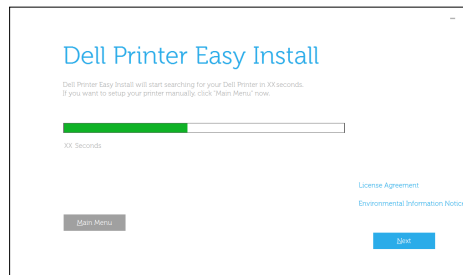 Dell Printer Easy Install
Dell Printer Easy Install will start searching for your Dell Printer in XX seconds.
If you want to setup your printer manually, click "Main Menu" now.
XX Seconds
License Agreement
Environmental Information Notice
Main Menu
Next